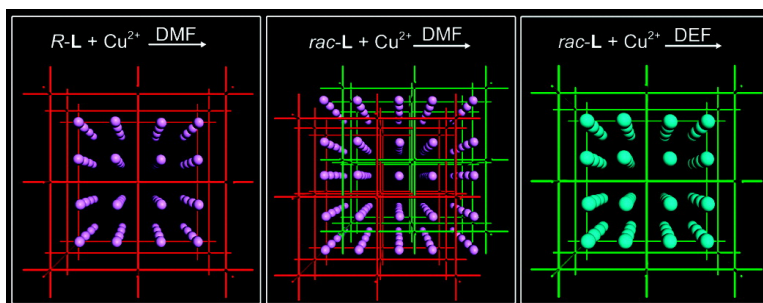 R-L + Cu²⁺ DMF
rac-L + Cu²⁺ DMF
rac-L + Cu²⁺ DEF